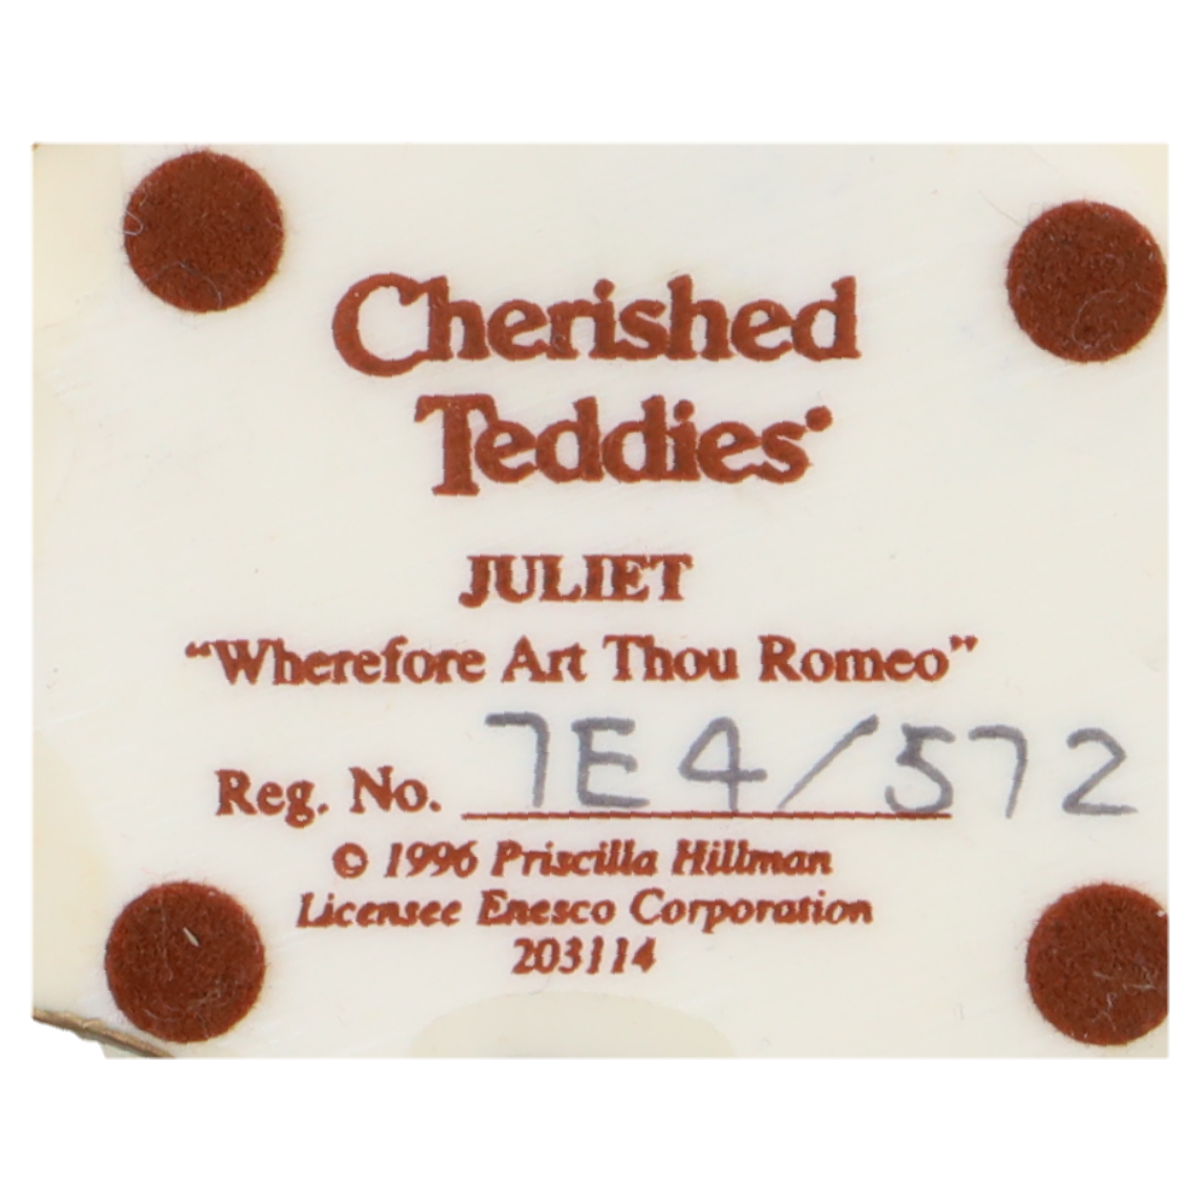 Cherished
Teddies
JULIET
“Wherefore Art Thou Romeo”
Reg. No. 7E4/572
© 1996 Priscilla Hillman
Licensee Enesco Corporation
203114